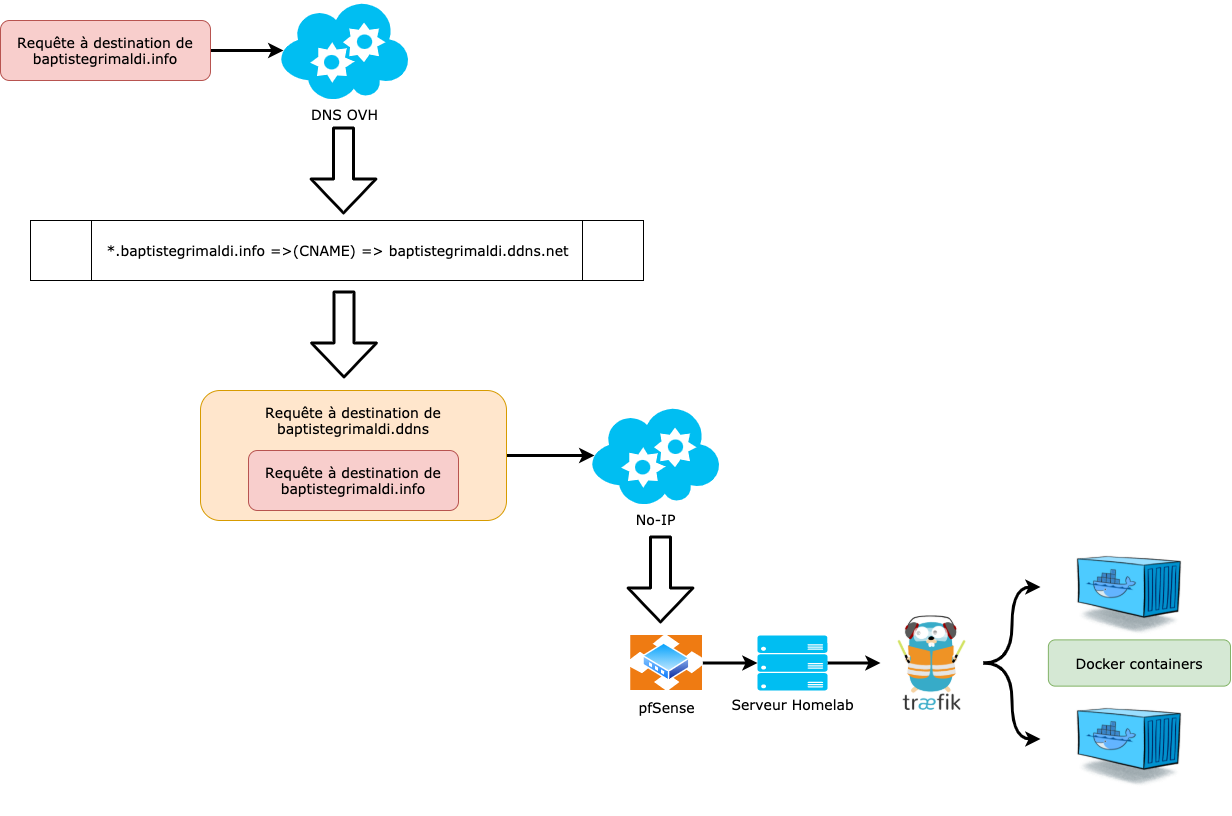 Requête à destination de
baptistegrimaldi.info
DNS OVH
*.baptistegrimaldi.info =>(CNAME) => baptistegrimaldi.ddns.net
Requête à destination de
baptistegrimaldi.ddns
Requête à destination de
baptistegrimaldi.info
No-IP
pfSense
Serveur Homelab
træfik
Docker containers